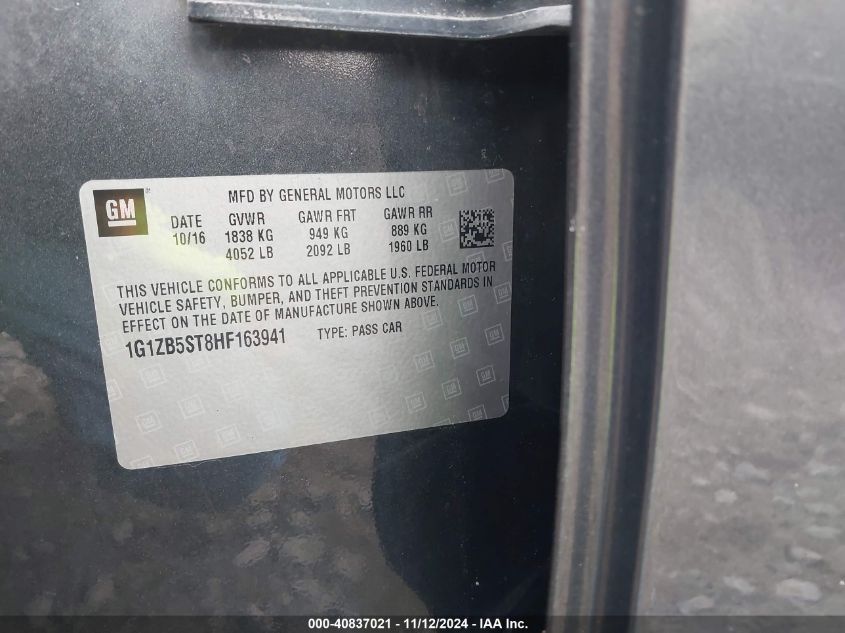 GM
MFD BY GENERAL MOTORS LLC
DATE GVWR GAWR FRT GAWR RR
10/16 1838 KG 949 KG 889 KG
4052 LB 2092 LB 1960 LB
THIS VEHICLE CONFORMS TO ALL APPLICABLE U.S. FEDERAL MOTOR
VEHICLE SAFETY, BUMPER, AND THEFT PREVENTION STANDARDS IN
EFFECT ON THE DATE OF MANUFACTURE SHOWN ABOVE.
1G1ZB5ST8HF163941 TYPE: PASS CAR
000-40837021 - 11/12/2024 - IAA Inc.